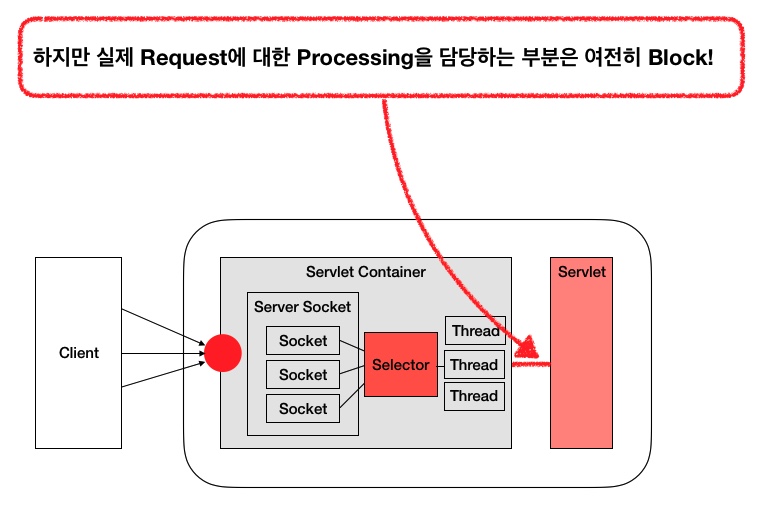 하지만 실제 Request에 대한 Processing을 담당하는 부분은 여전히 Block!
Servlet Container
Servlet
Server Socket
Socket
Thread
Client
Selector
Thread
Socket
Thread
Socket